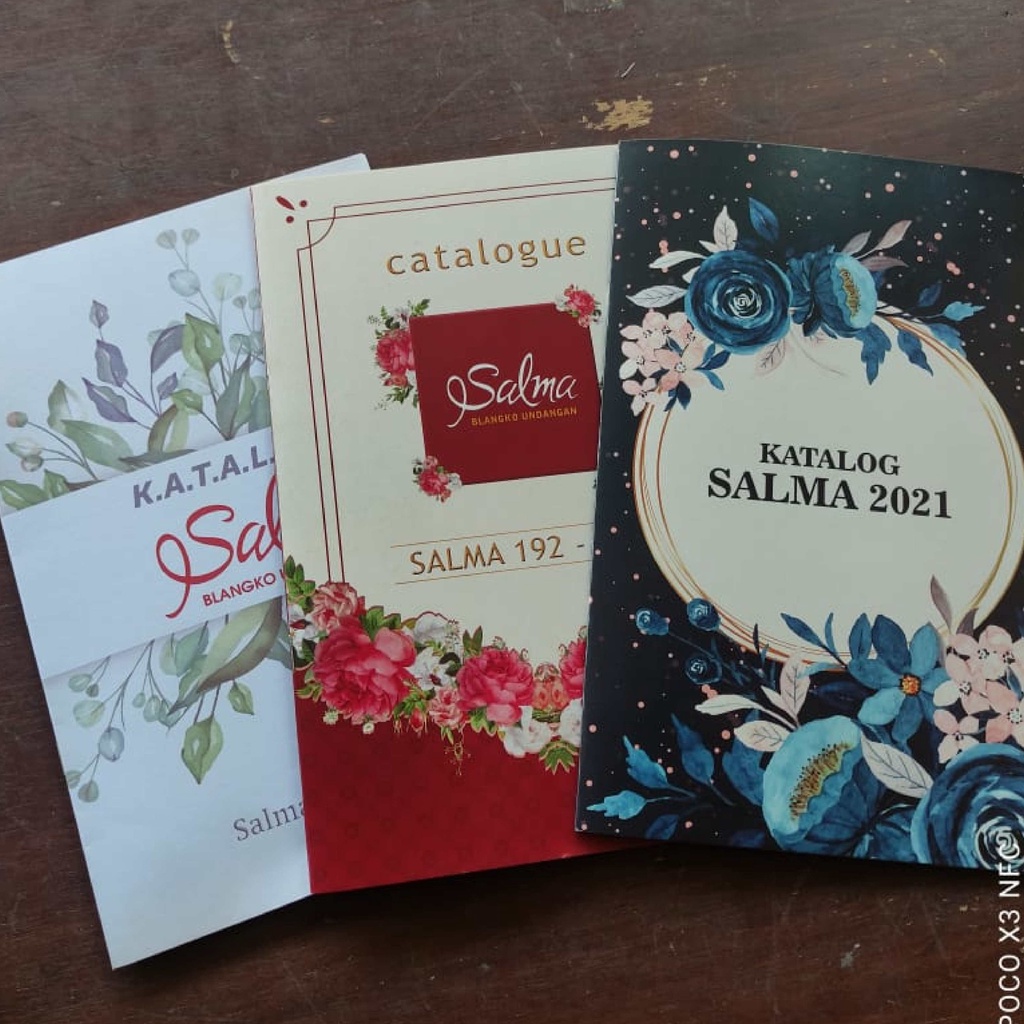 K.A.T.A.L.
Sal
BLANGKO
Salma
catalogue
Salma
BLANGKO UNDANGAN
SALMA 192 -
KATALOG
SALMA 2021
POCO X3 NFC